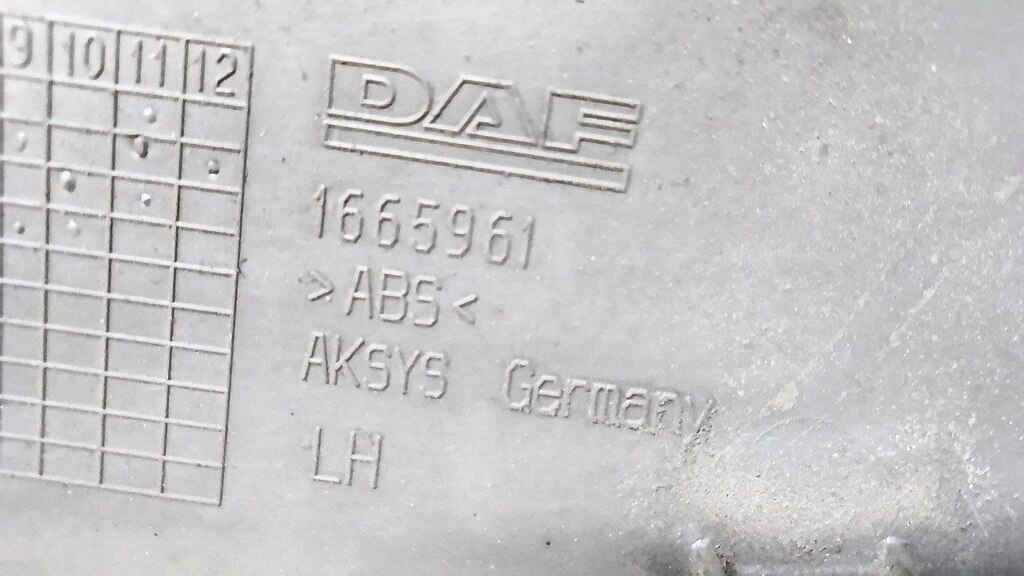 9 10 11 12
DAF
1665961
>ABS<
AKSYS Germany
LH